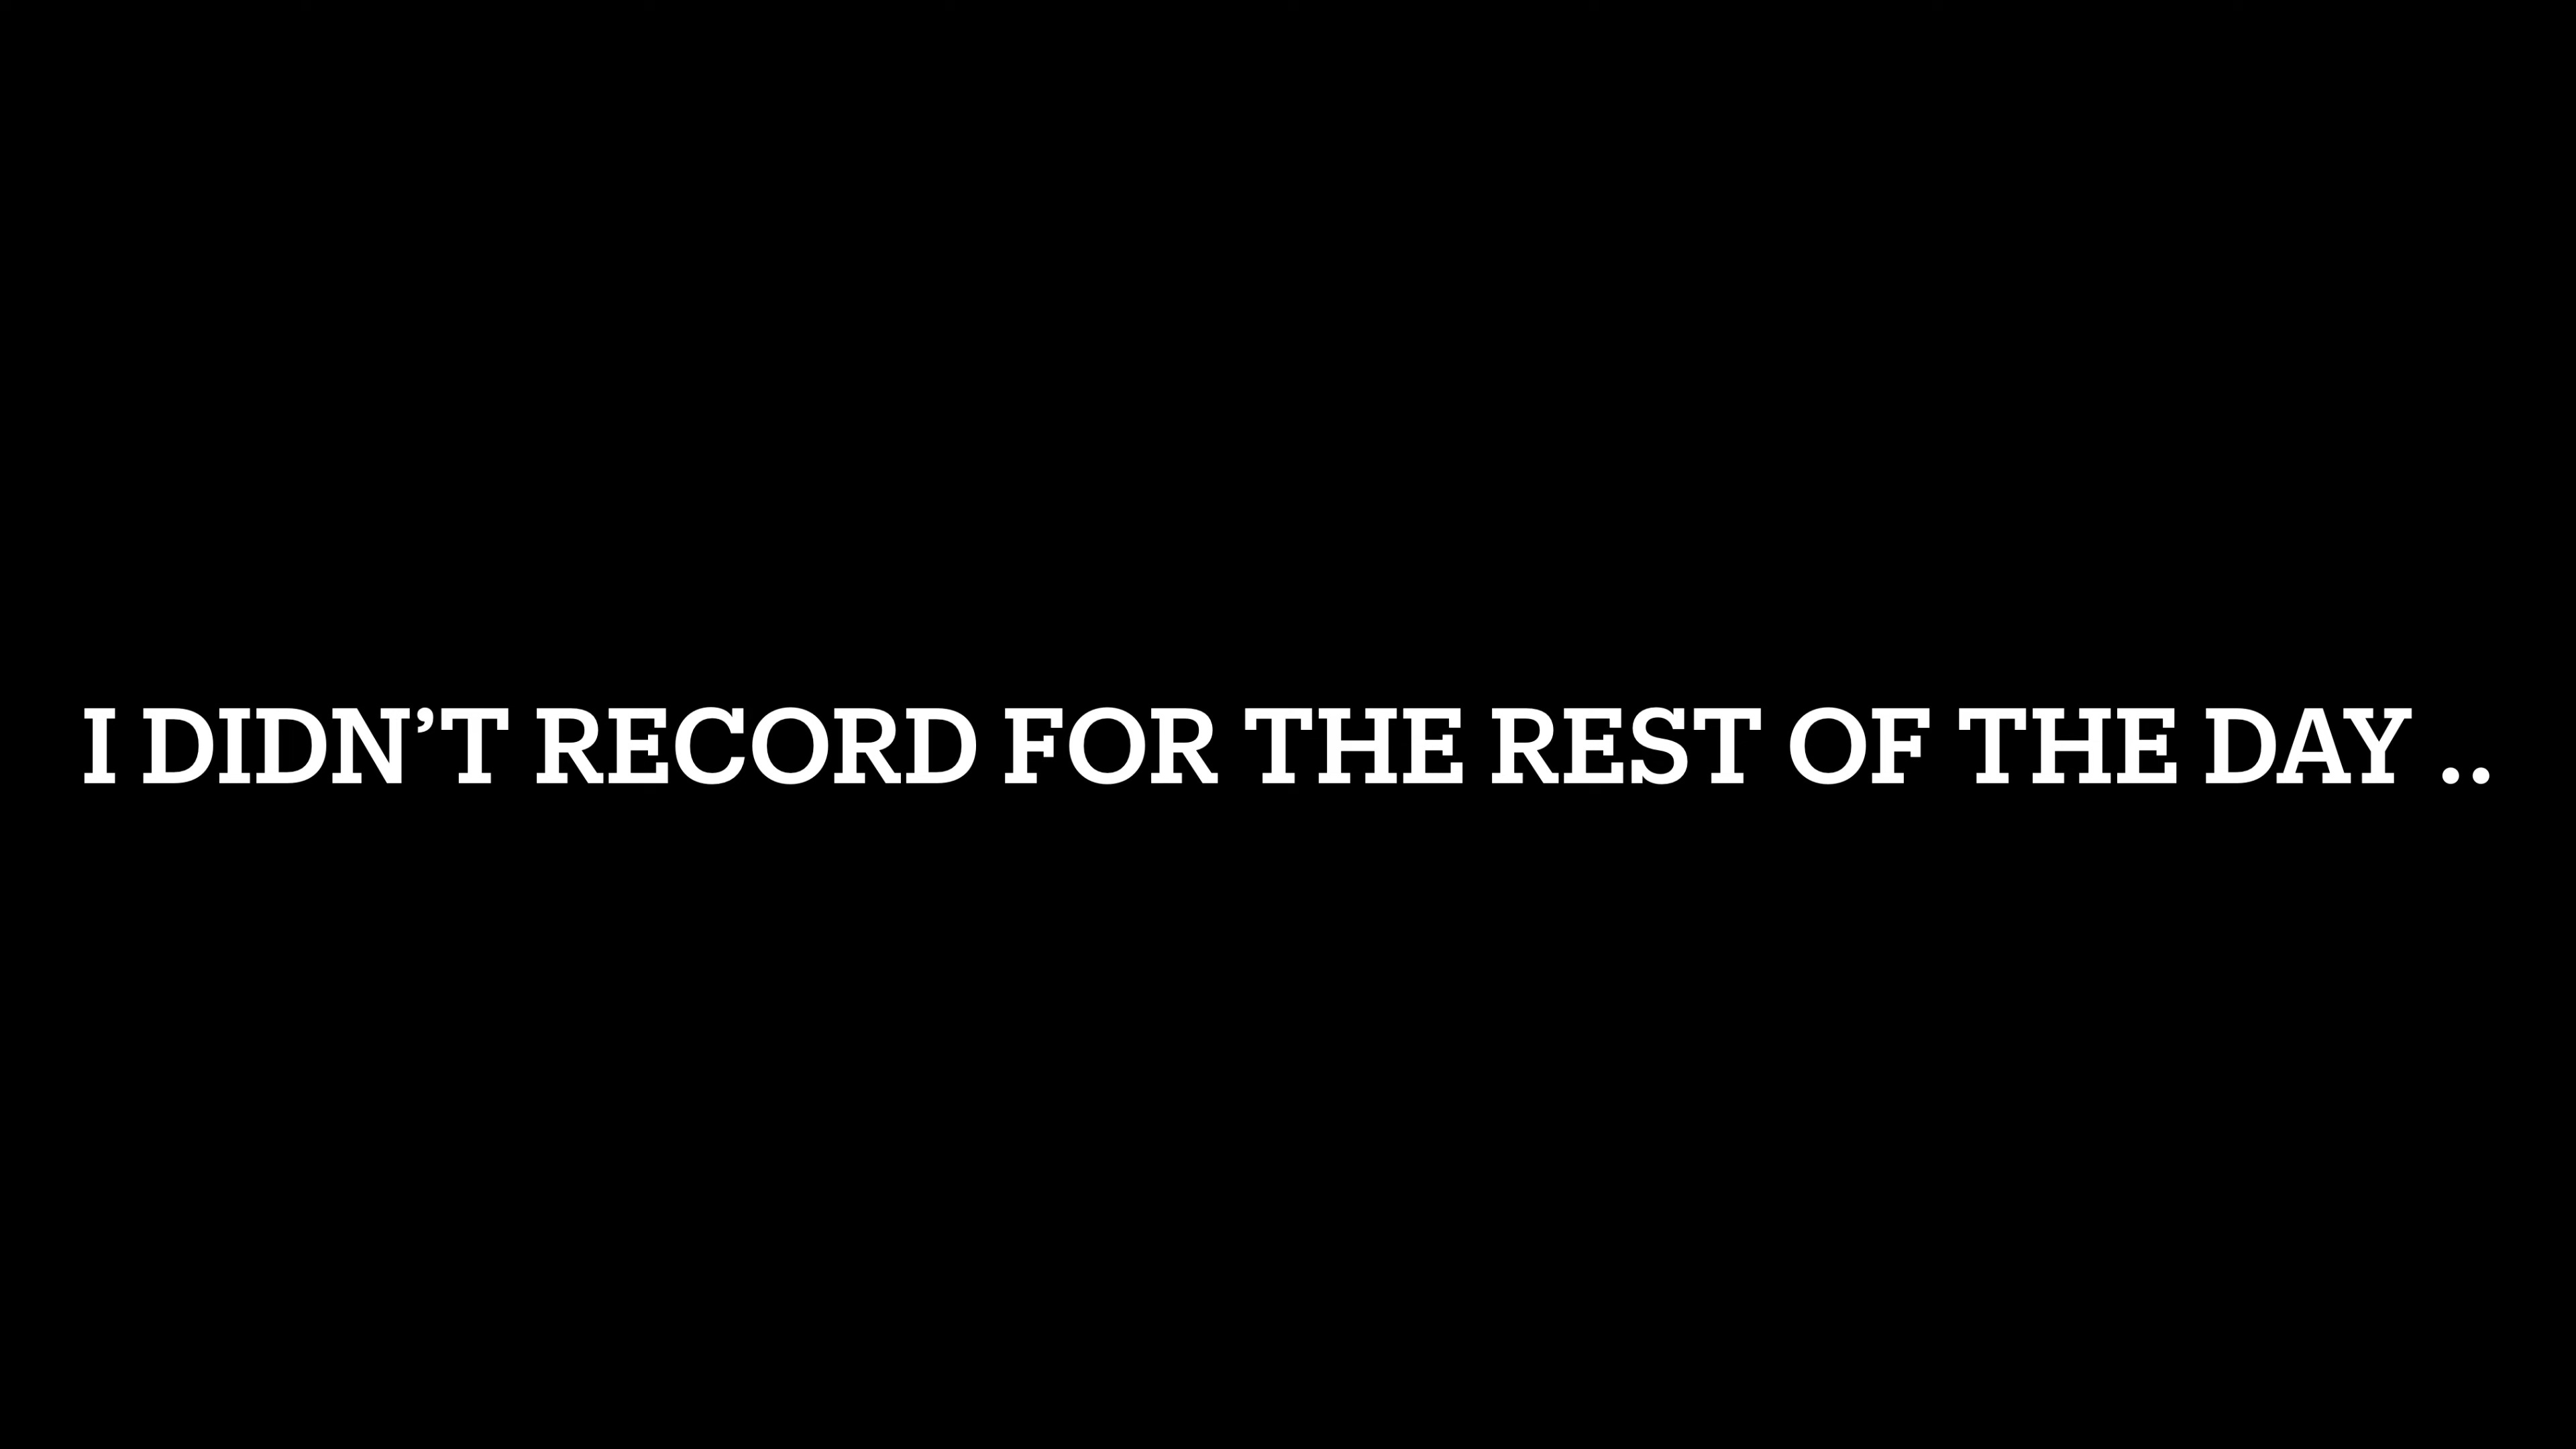 I DIDN’T RECORD FOR THE REST OF THE DAY ..